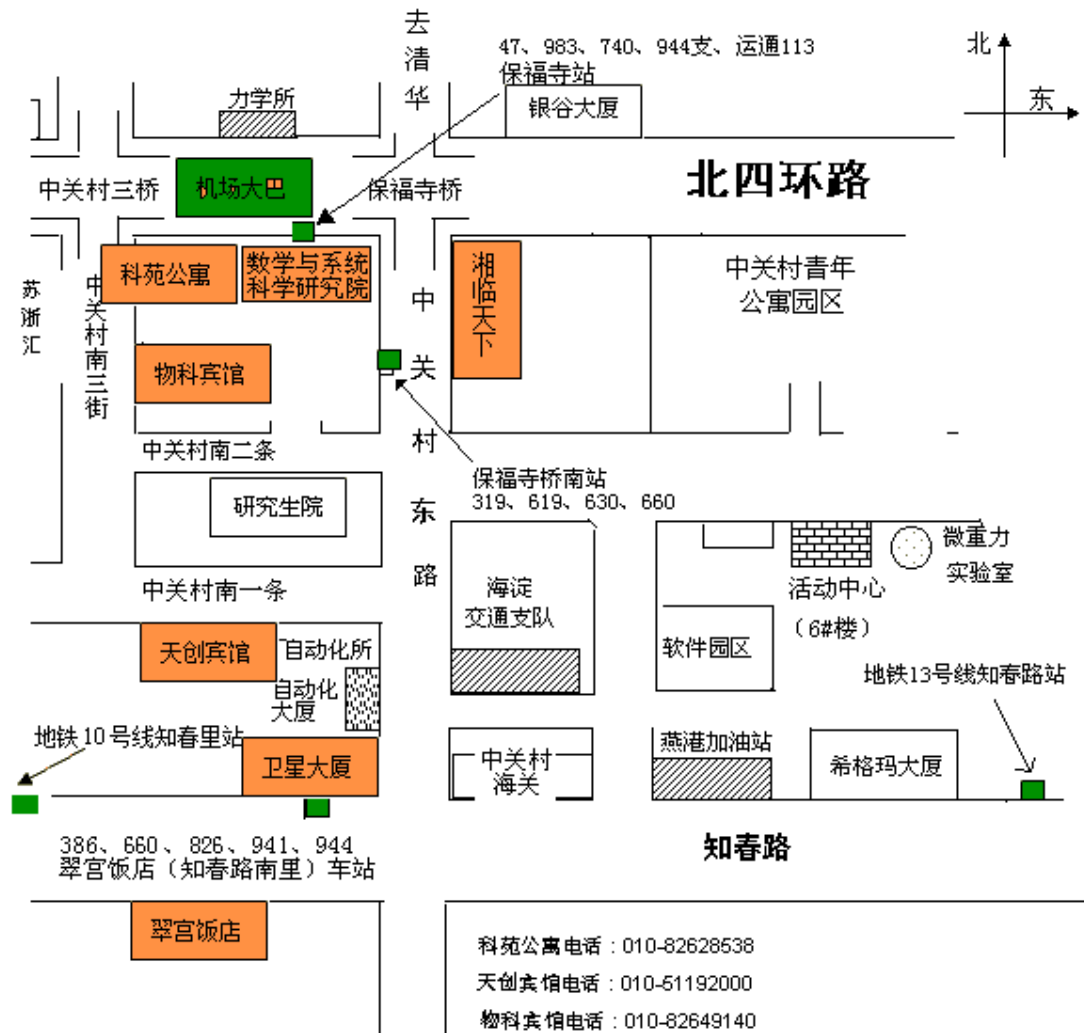 去清华
47、983、740、944支、运通113
保福寺站
北
东
力学所
银谷大厦
中关村三桥
机场大巴
保福寺桥
北四环路
科苑公寓
数学与系统
科学研究院
湘临天下
中关村青年
公寓园区
苏浙汇
中关村南三街
中关村东路
物科宾馆
中关村南二条
保福寺桥南站
319、619、630、660
研究生院
微重力
实验室
中关村南一条
海淀
交通支队
活动中心
（6#楼）
天创宾馆
自动化所
软件园区
自动化
大厦
地铁13号线知春路站
地铁10号线知春里站
卫星大厦
中关村
海关
燕港加油站
希格玛大厦
386、660、826、941、944
翠宫饭店（知春路南里）车站
知春路
翠宫饭店
科苑公寓电话：010-82628538
天创宾馆电话：010-51192000
物科宾馆电话：010-82649140